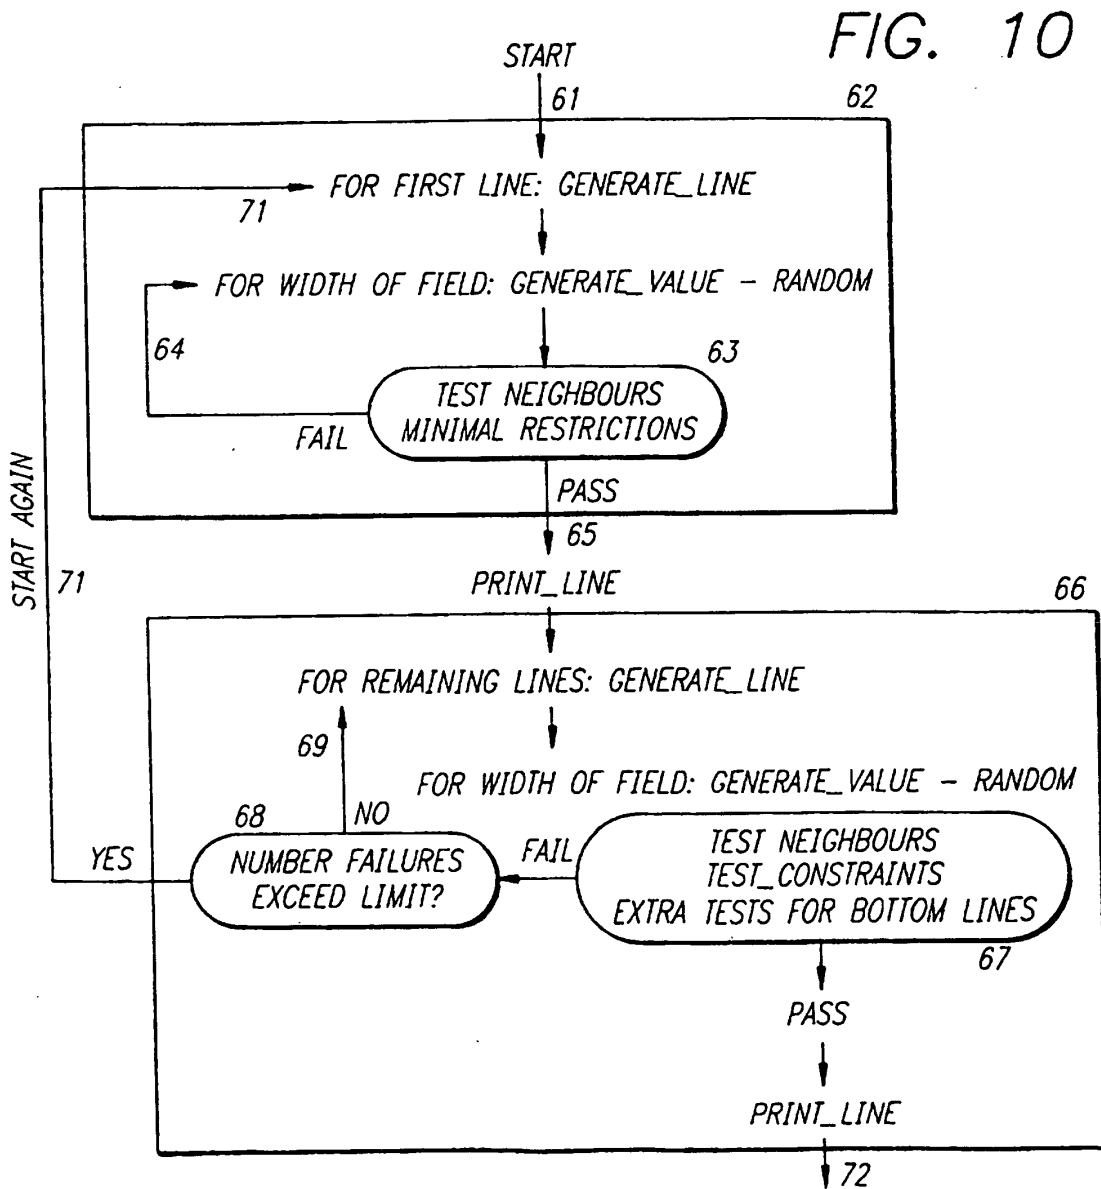 FIG. 10
START
61
62
FOR FIRST LINE: GENERATE_LINE
71
FOR WIDTH OF FIELD: GENERATE_VALUE - RANDOM
64
63
TEST NEIGHBOURS
MINIMAL RESTRICTIONS
FAIL
PASS
65
START AGAIN
71
PRINT_LINE
66
FOR REMAINING LINES: GENERATE_LINE
69
FOR WIDTH OF FIELD: GENERATE_VALUE - RANDOM
68
NO
YES
NUMBER FAILURES
EXCEED LIMIT?
FAIL
TEST NEIGHBOURS
TEST_CONSTRAINTS
EXTRA TESTS FOR BOTTOM LINES
67
PASS
PRINT_LINE
72